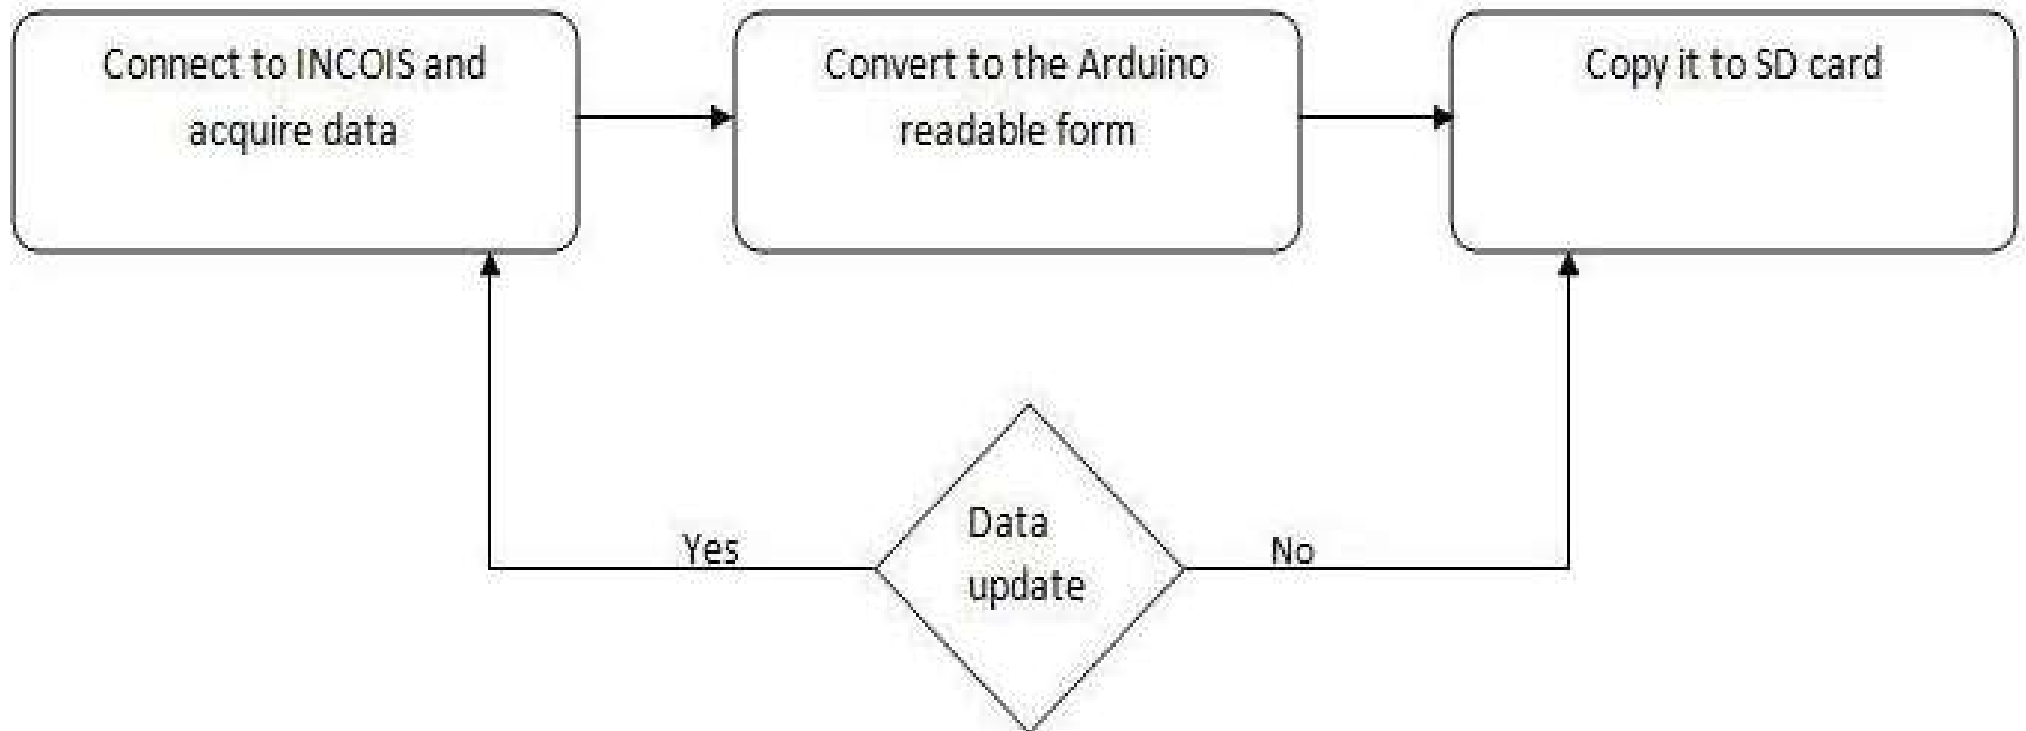 Connect to INCOIS and
acquire data
Convert to the Arduino
readable form
Copy it to SD card
Yes
Data
update
No